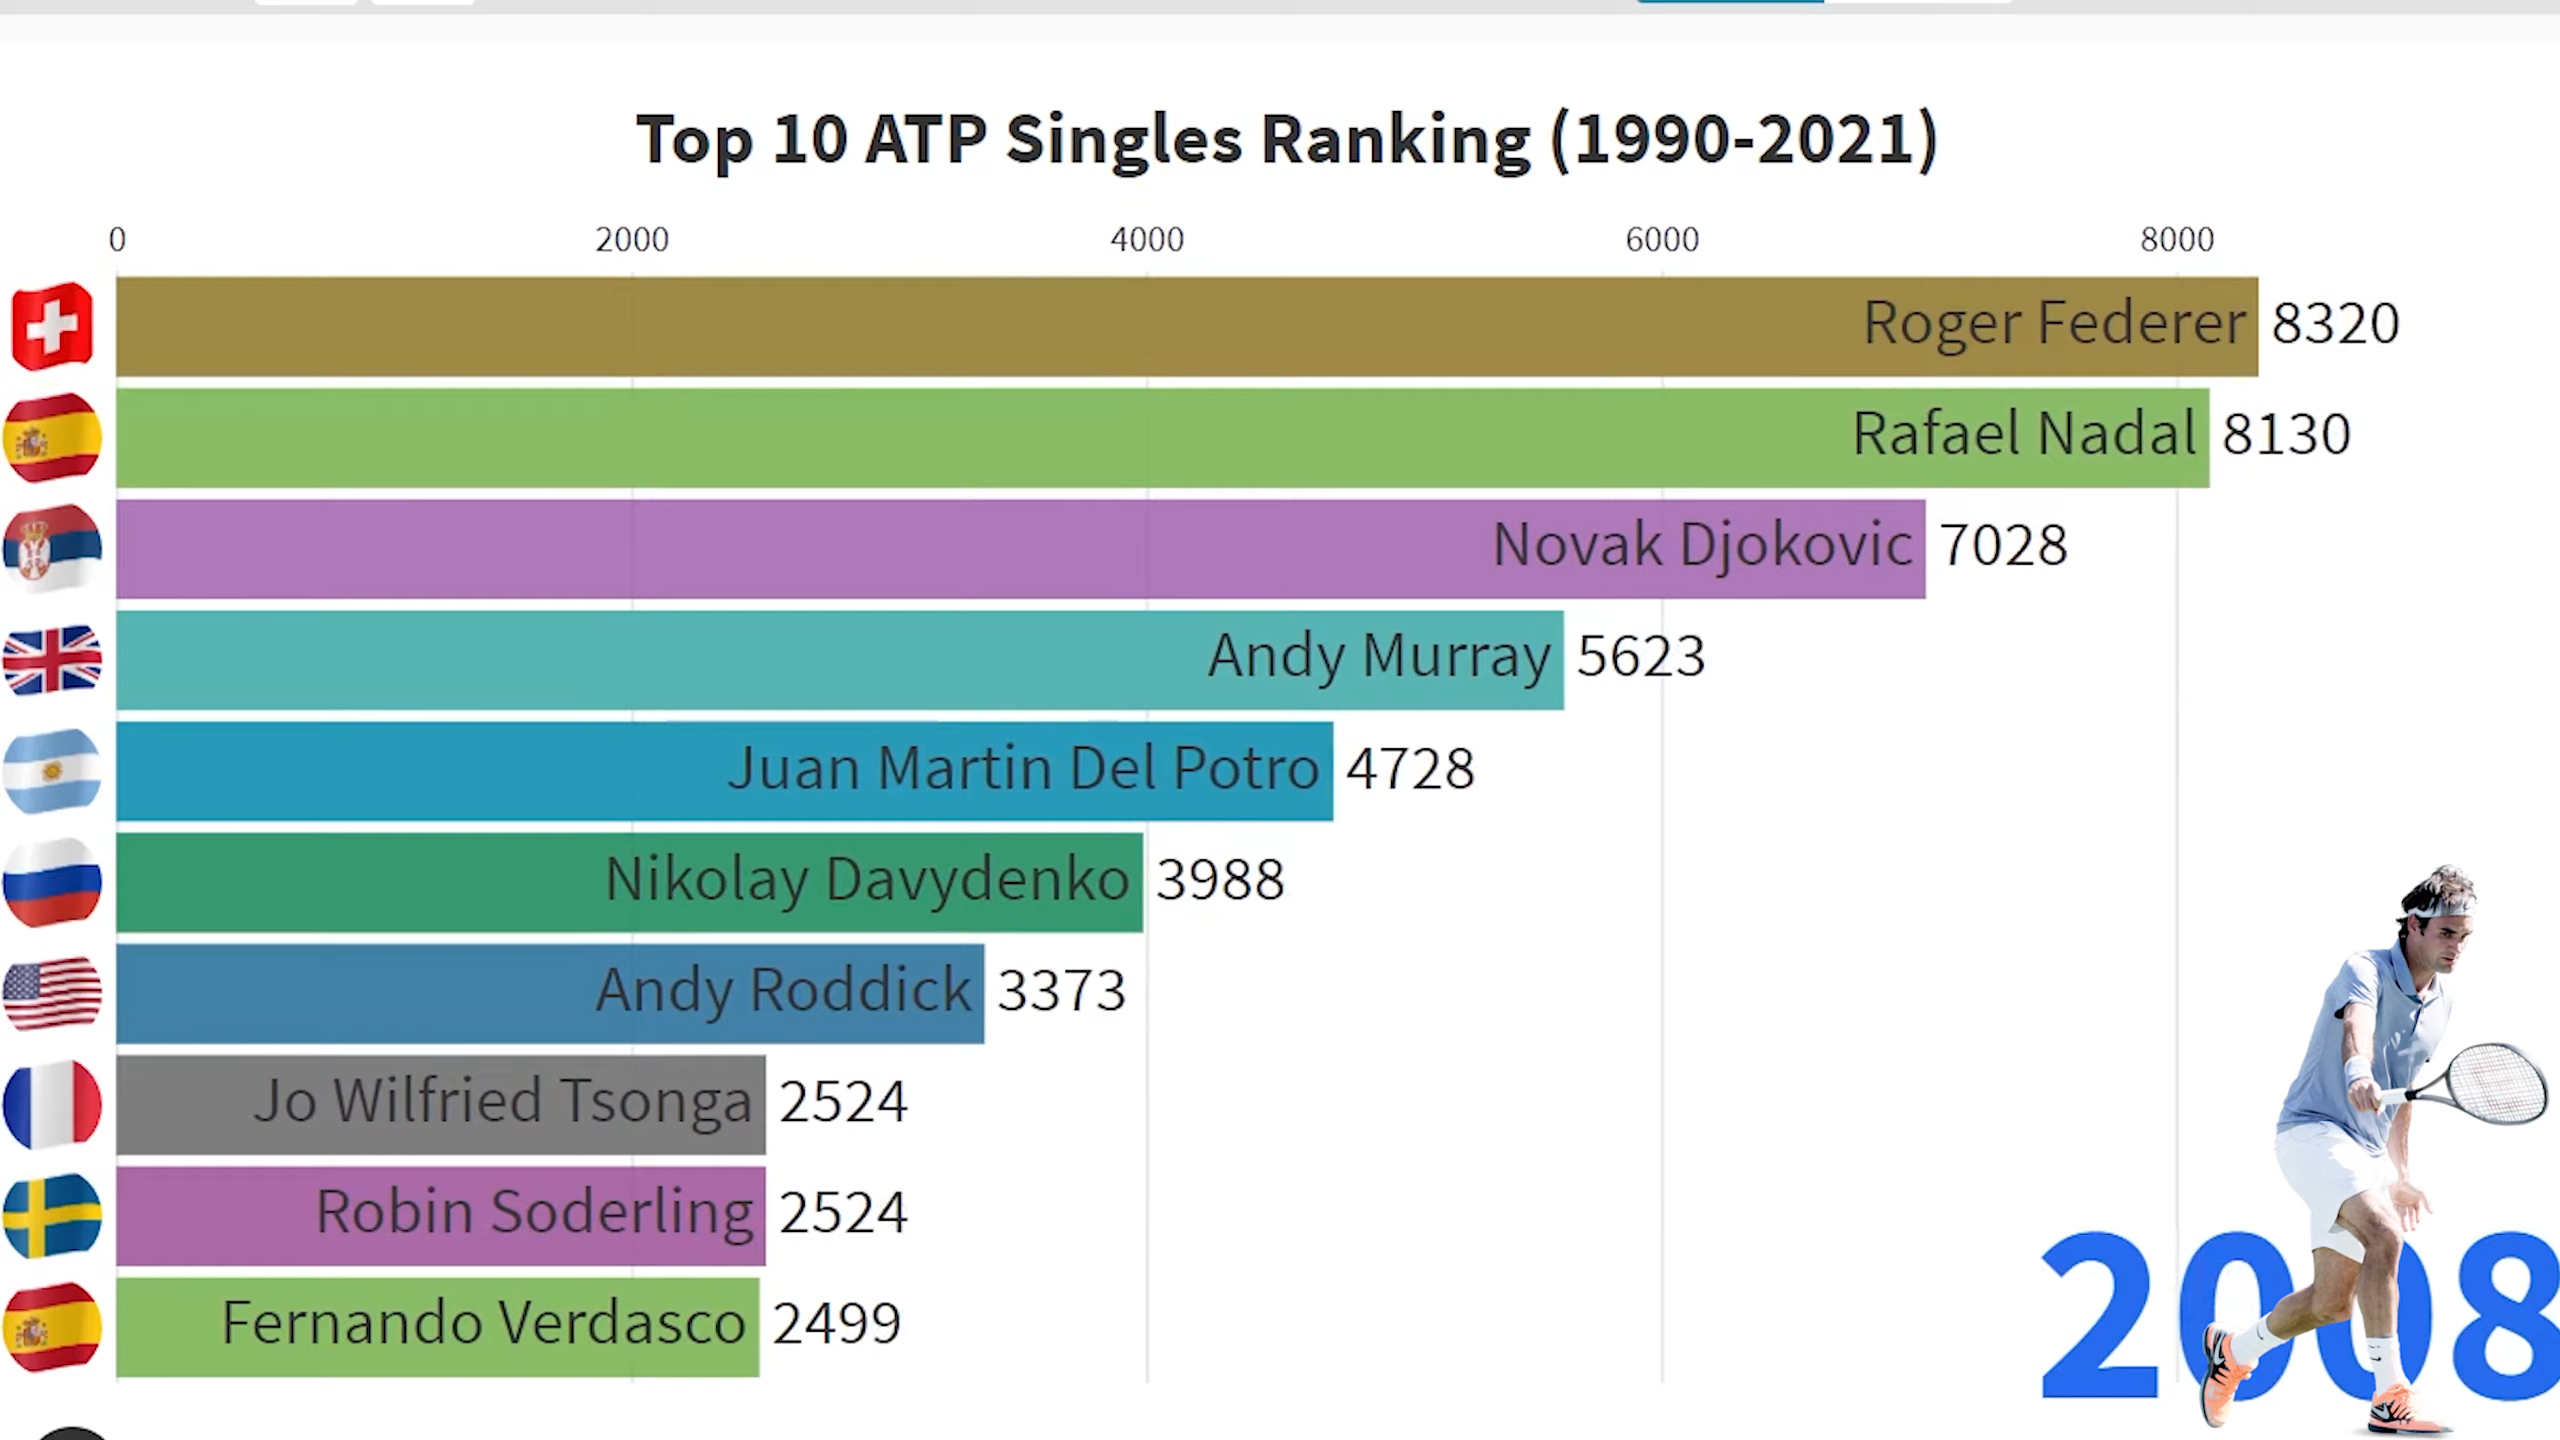 Top 10 ATP Singles Ranking (1990-2021)
0 2000 4000 6000 8000
Roger Federer 8320
Rafael Nadal 8130
Novak Djokovic 7028
Andy Murray 5623
Juan Martin Del Potro 4728
Nikolay Davydenko 3988
Andy Roddick 3373
Jo Wilfried Tsonga 2524
Robin Soderling 2524
Fernando Verdasco 2499
2008